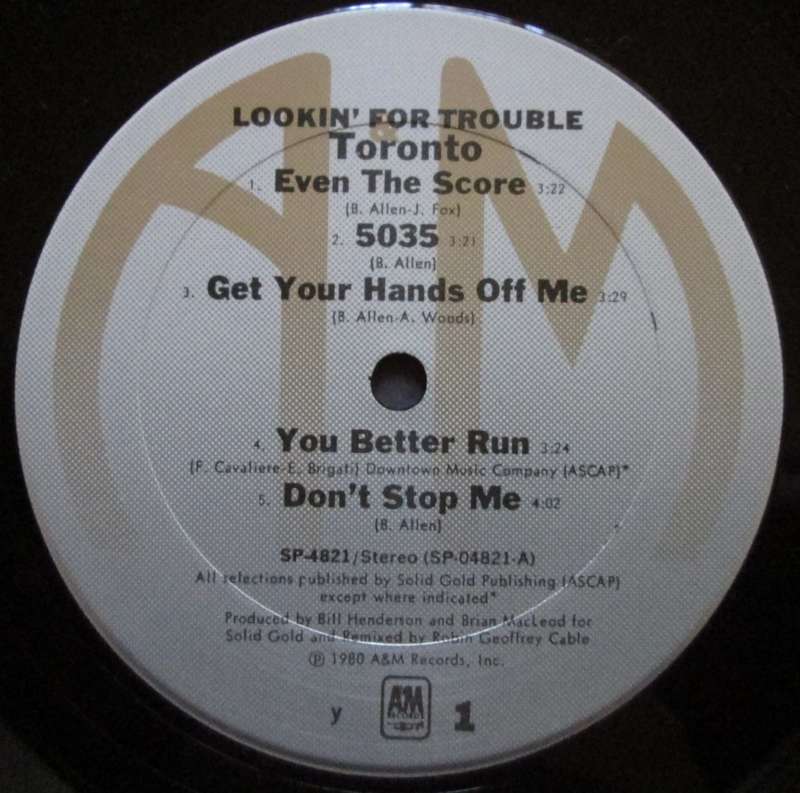 LOOKIN' FOR TROUBLE
Toronto
1. Even The Score 3:22
(B. Allen-J. Fox)
2. 5035 3:21
(B. Allen)
3. Get Your Hands Off Me 3:29
(B. Allen-A. Woods)
4. You Better Run 3:24
(F. Cavaliere-E. Brigati) Downtown Music Company (ASCAP)*
5. Don't Stop Me 4:02
(B. Allen)
SP-4821/Stereo (SP-04821-A)
All selections published by Solid Gold Publishing (ASCAP)
except where indicated*
Produced by Bill Henderson and Brian MacLeod for
Solid Gold and Remixed by Robin Geoffrey Cable
℗ 1980 A&M Records, Inc.
y A&M RECORDS 1